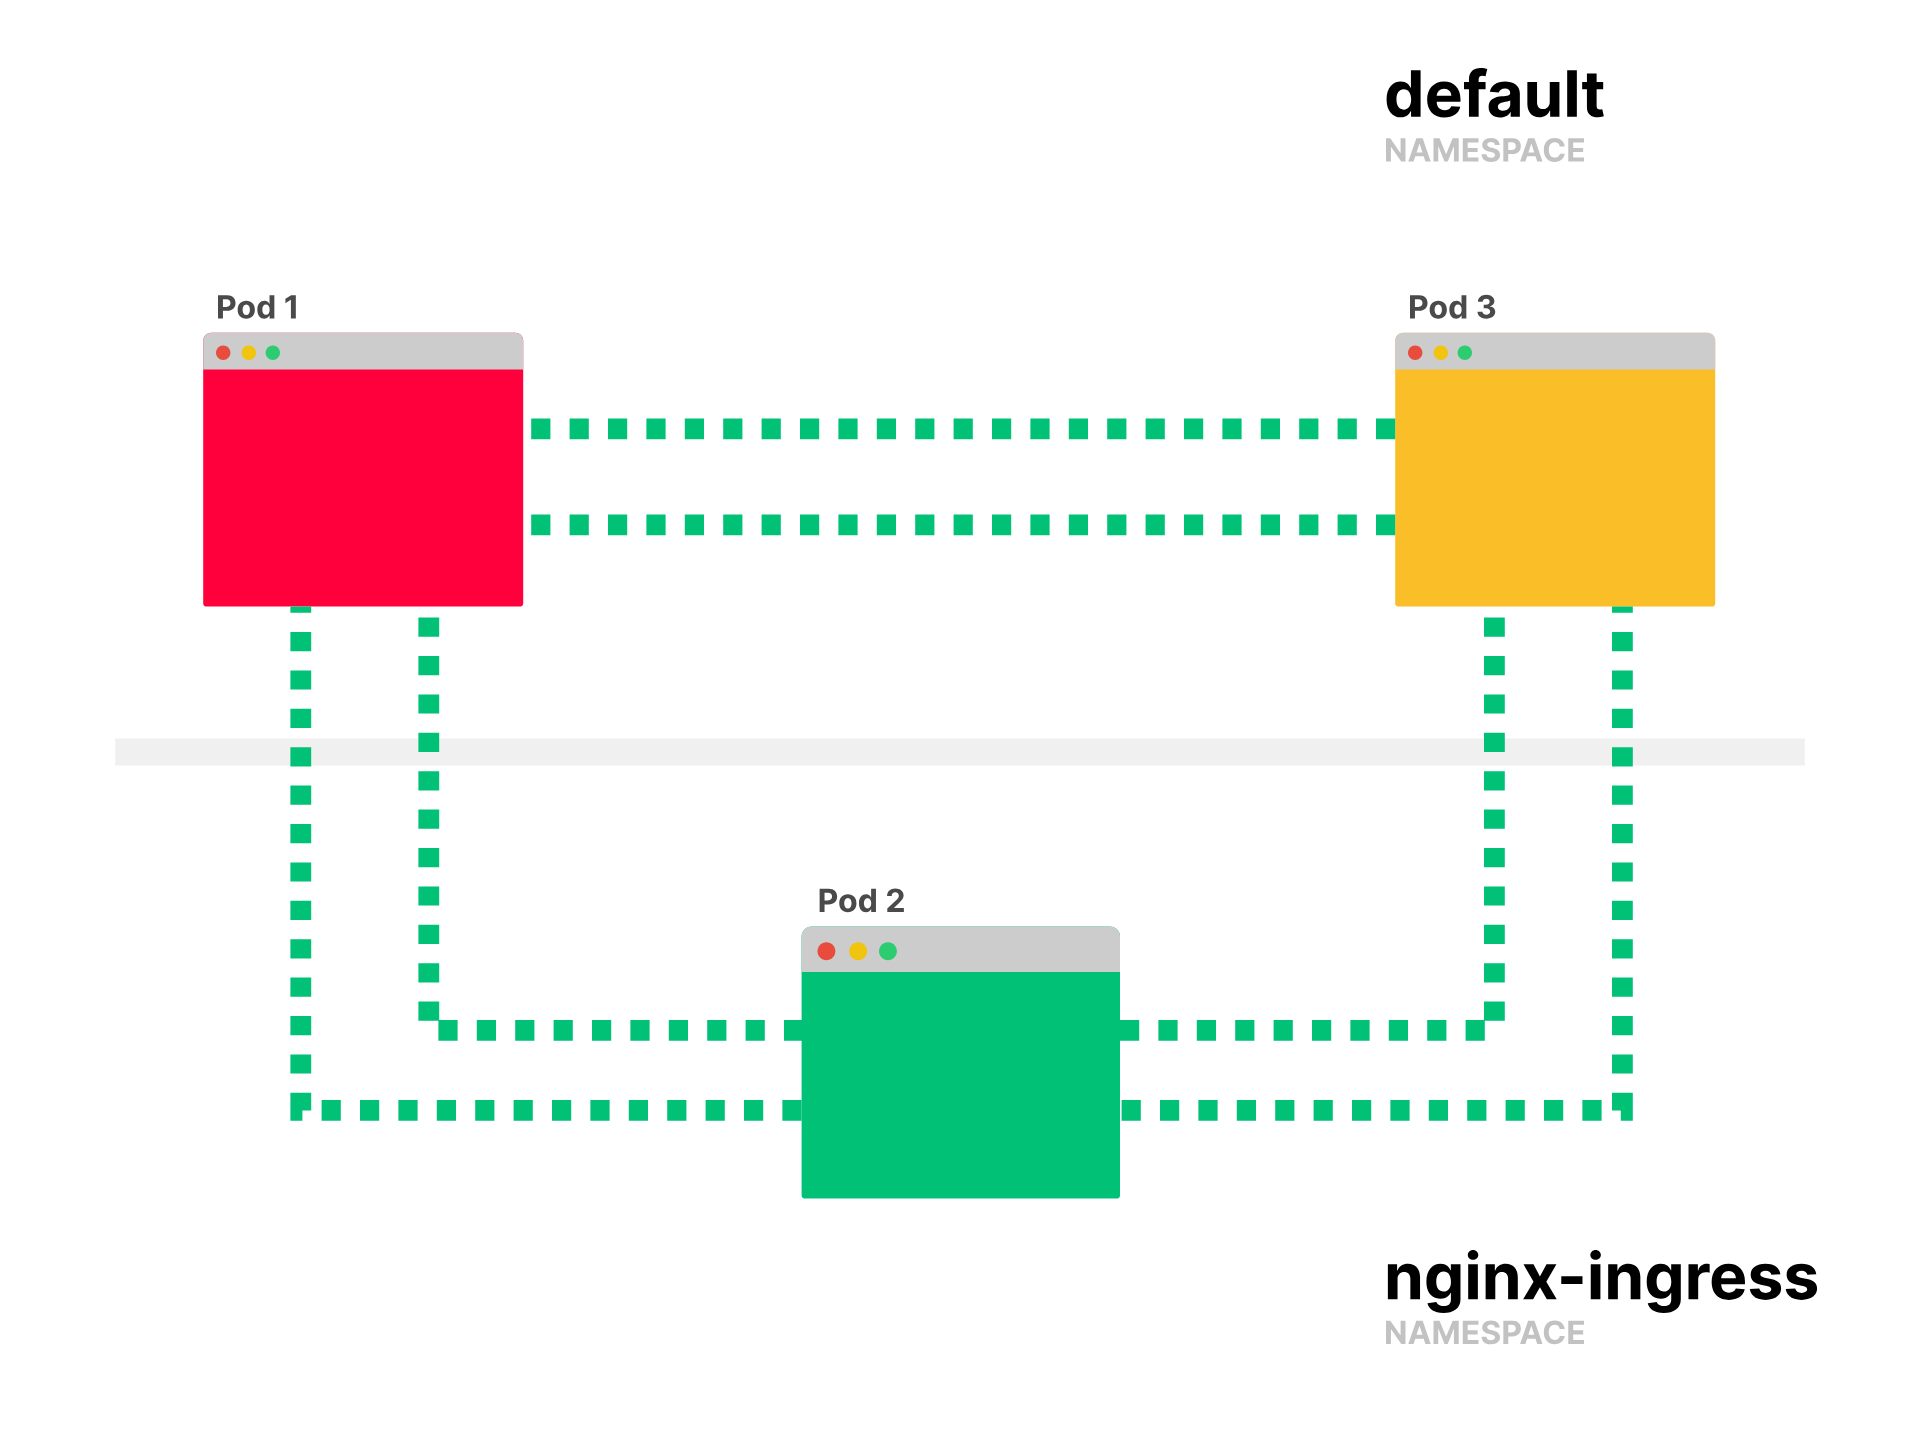 default
NAMESPACE
Pod 1
Pod 3
Pod 2
nginx-ingress
NAMESPACE